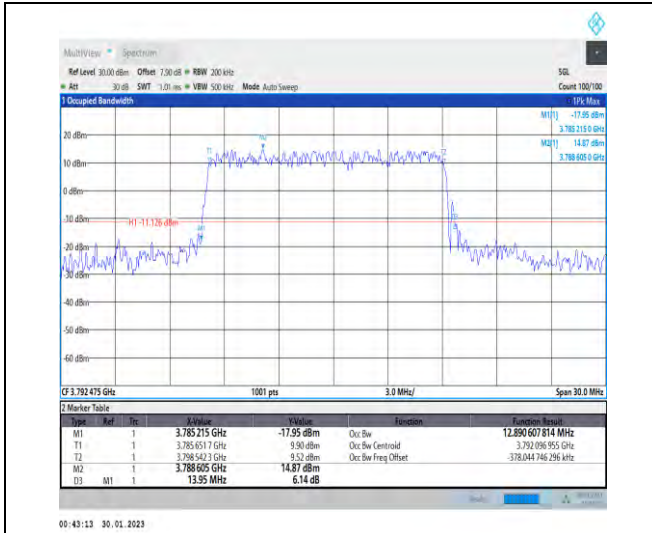 MultiView Spectrum
Ref Level 30.00 dBm Offset 7.90 dB RBW 200 kHz SGL
Att 30 dB SWT 1.01 ms VBW 500 kHz Mode Auto Sweep Count 100/100
1 Occupied Bandwidth 1Pk Max
M1[1] -17.95 dBm
3.785 215 0 GHz
M2[1] 14.87 dBm
3.788 605 0 GHz
20 dBm
M2
T1
T2
10 dBm
0 dBm
-10 dBm
H1 -11.126 dBm
D3
M1
-20 dBm
-30 dBm
-40 dBm
-50 dBm
-60 dBm
CF 3.792 475 GHz 1001 pts 3.0 MHz/ Span 30.0 MHz
2 Marker Table
Type Ref Trc X-Value Y-Value Function Function Result
M1 1 3.785 215 GHz -17.95 dBm Occ Bw 12.890 607 814 MHz
T1 1 3.785 651 7 GHz 9.90 dBm Occ Bw Centroid 3.792 096 955 GHz
T2 1 3.798 542 3 GHz 9.52 dBm Occ Bw Freq Offset -378.044 746 296 kHz
M2 1 3.788 605 GHz 14.87 dBm
D3 M1 1 13.95 MHz 6.14 dB
Ready
00:43:13 30.01.2023